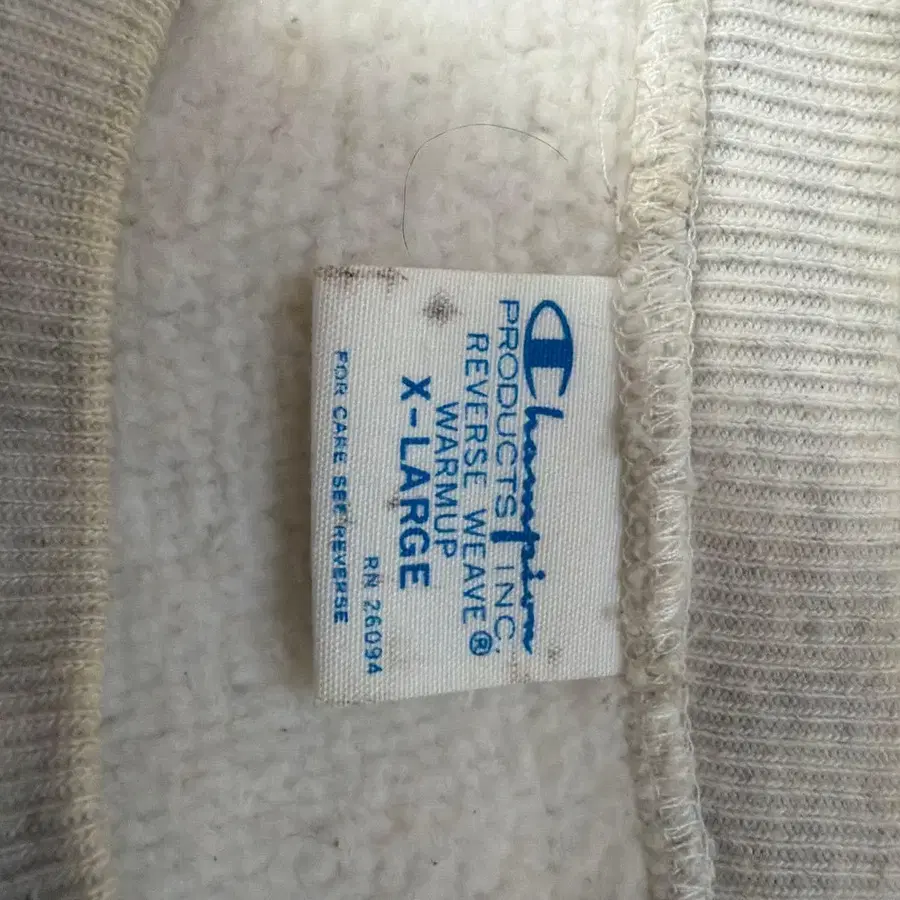 Champion
PRODUCTS INC.
REVERSE WEAVE®
WARMUP
X-LARGE
RN 26094
FOR CARE SEE REVERSE